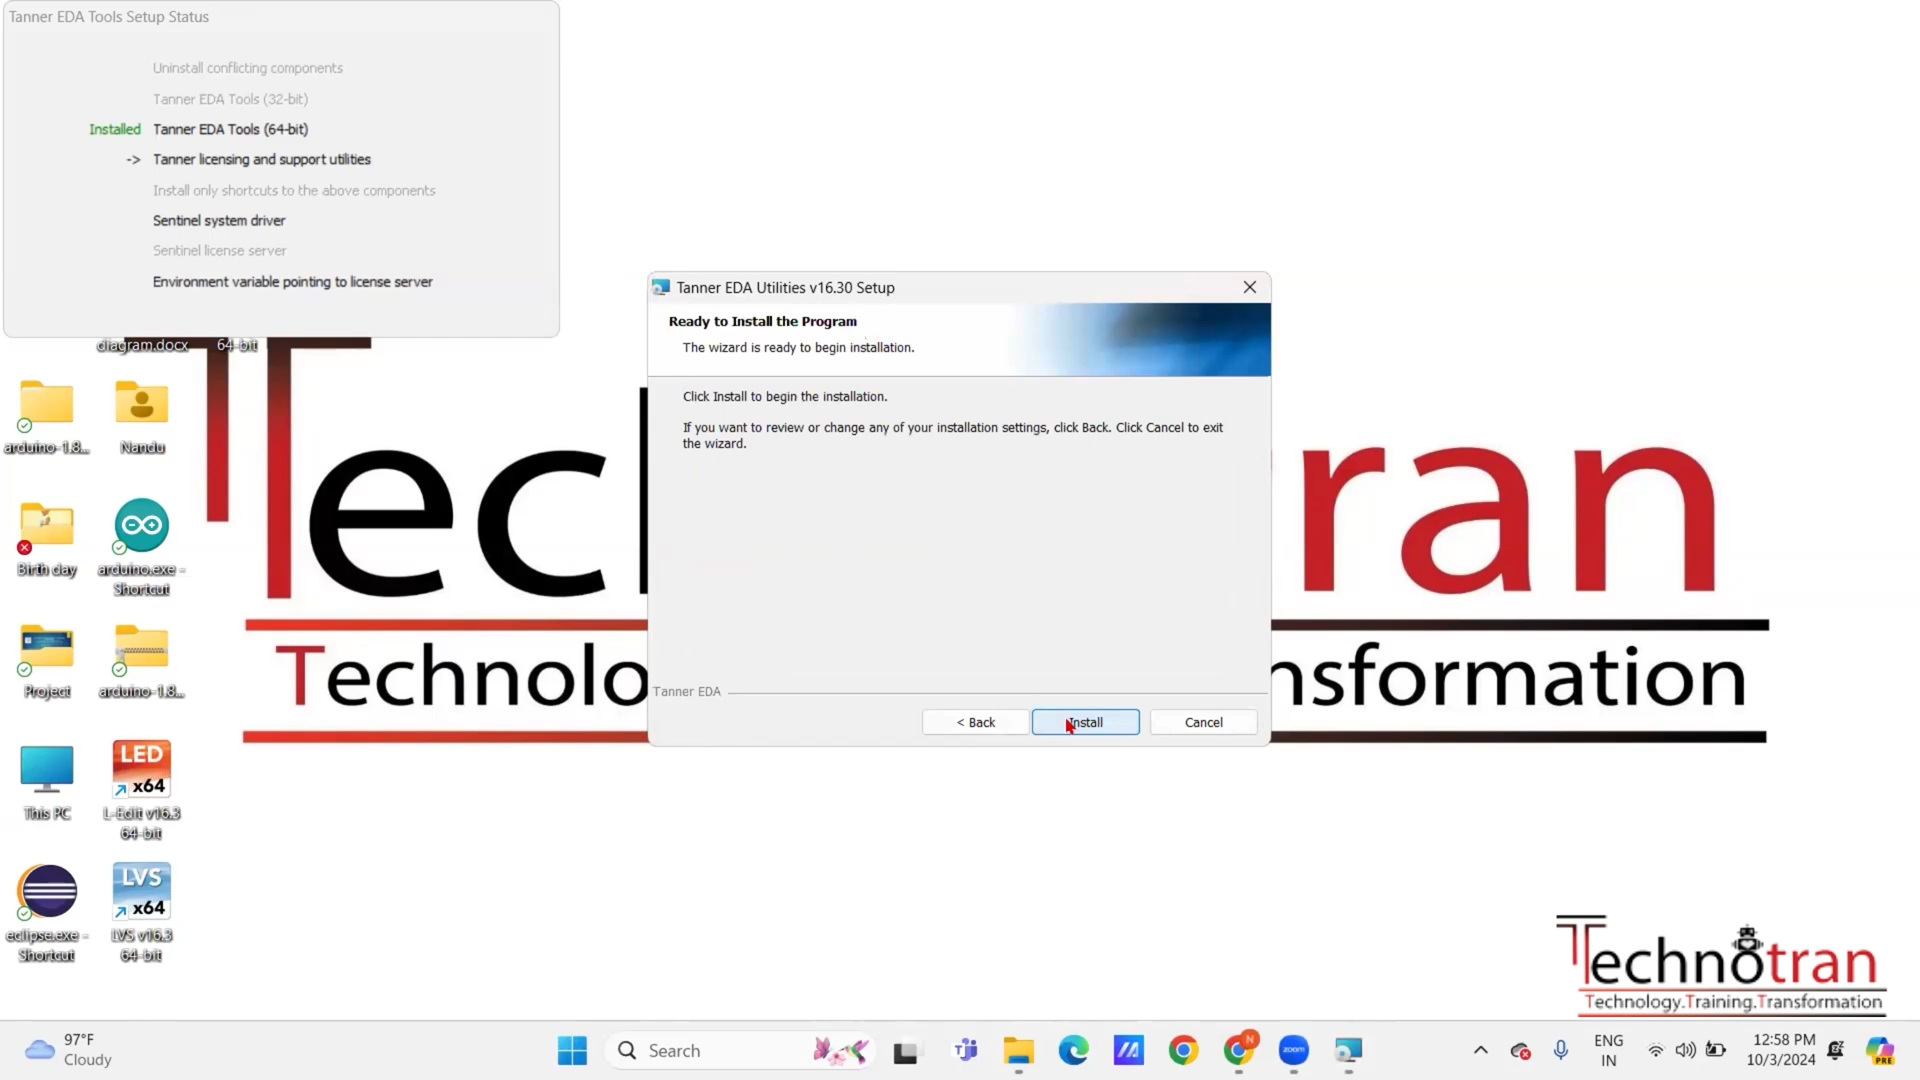 Tanner EDA Tools Setup Status
Uninstall conflicting components
Tanner EDA Tools (32-bit)
Installed Tanner EDA Tools (64-bit)
-> Tanner licensing and support utilities
Install only shortcuts to the above components
Sentinel system driver
Sentinel license server
Environment variable pointing to license server
diagram.docx 64-bit
arduino-1.8... Nandu
Birth day arduino.exe -
Shortcut
Project arduino-1.8...
LED
x64
This PC L-Edit v16.3
64-bit
LVS
x64
eclipse.exe - LVS v16.3
Shortcut 64-bit
Tanner EDA Utilities v16.30 Setup
Ready to Install the Program
The wizard is ready to begin installation.
Click Install to begin the installation.
If you want to review or change any of your installation settings, click Back. Click Cancel to exit
the wizard.
Tanner EDA
< Back Install Cancel
Tec ran
Technolo nsformation
Technotran
Technology.Training.Transformation
97°F
Cloudy
Search
N
zoom
ENG
IN
12:58 PM
10/3/2024
PRE